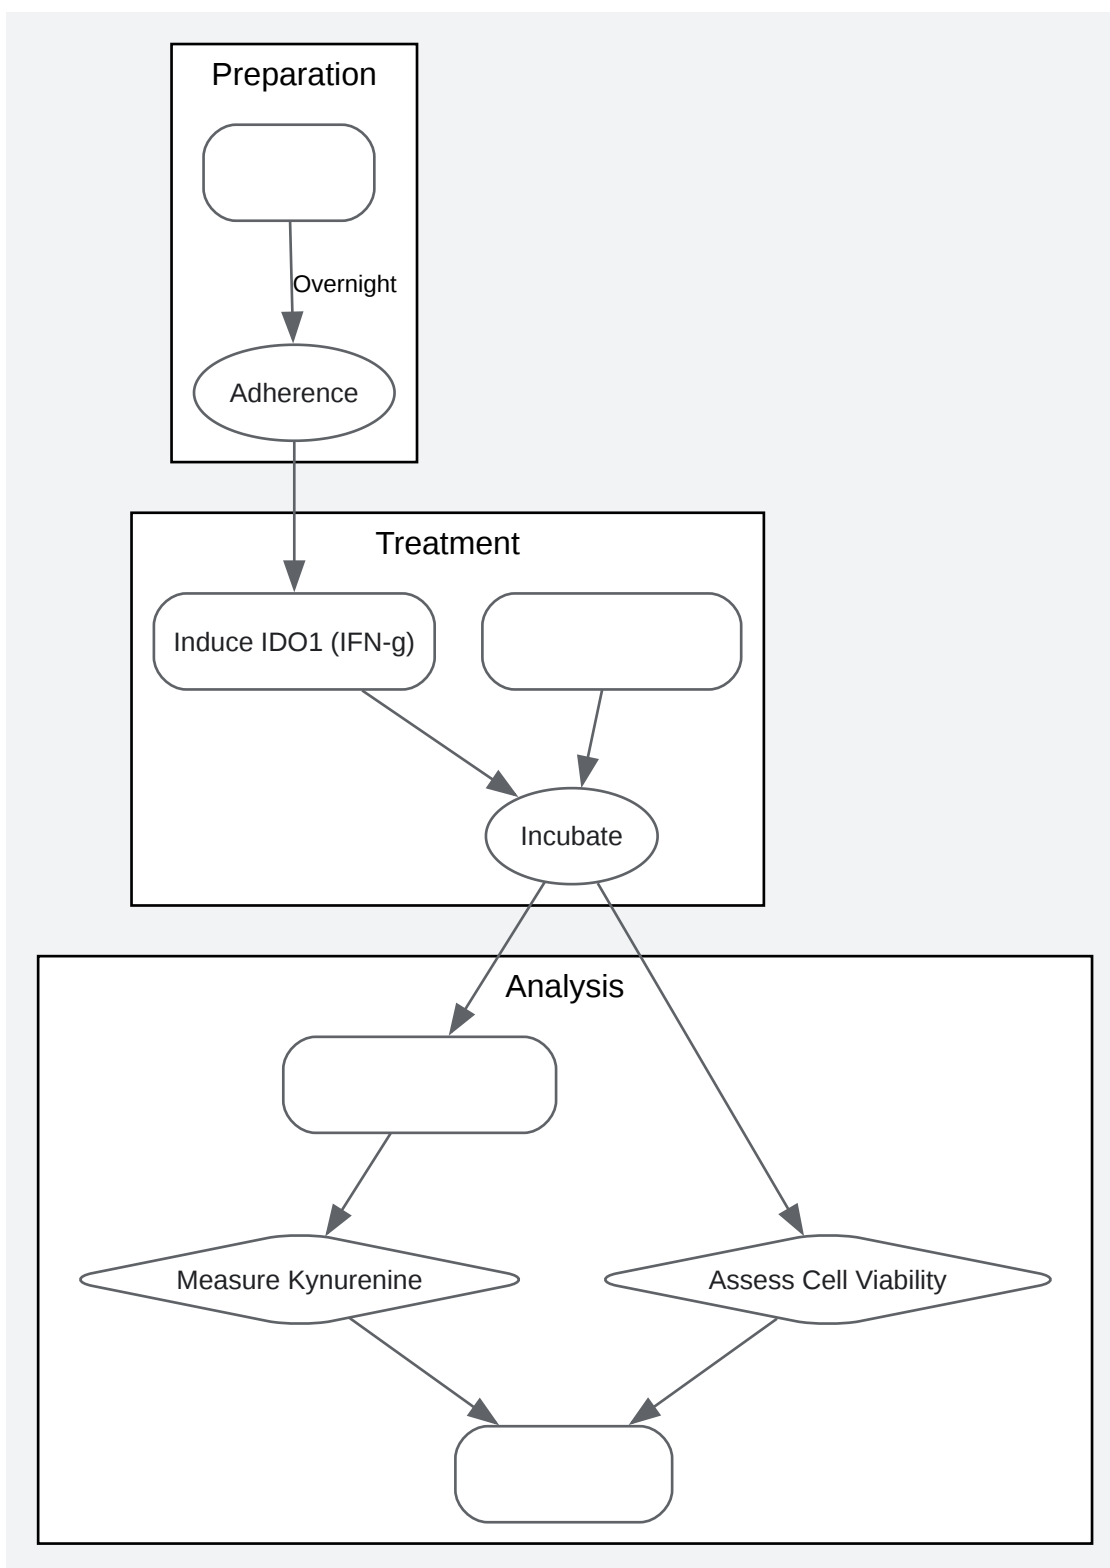 Preparation
Overnight
Adherence
Treatment
Induce IDO1 (IFN-g)
Incubate
Analysis
Measure Kynurenine
Assess Cell Viability